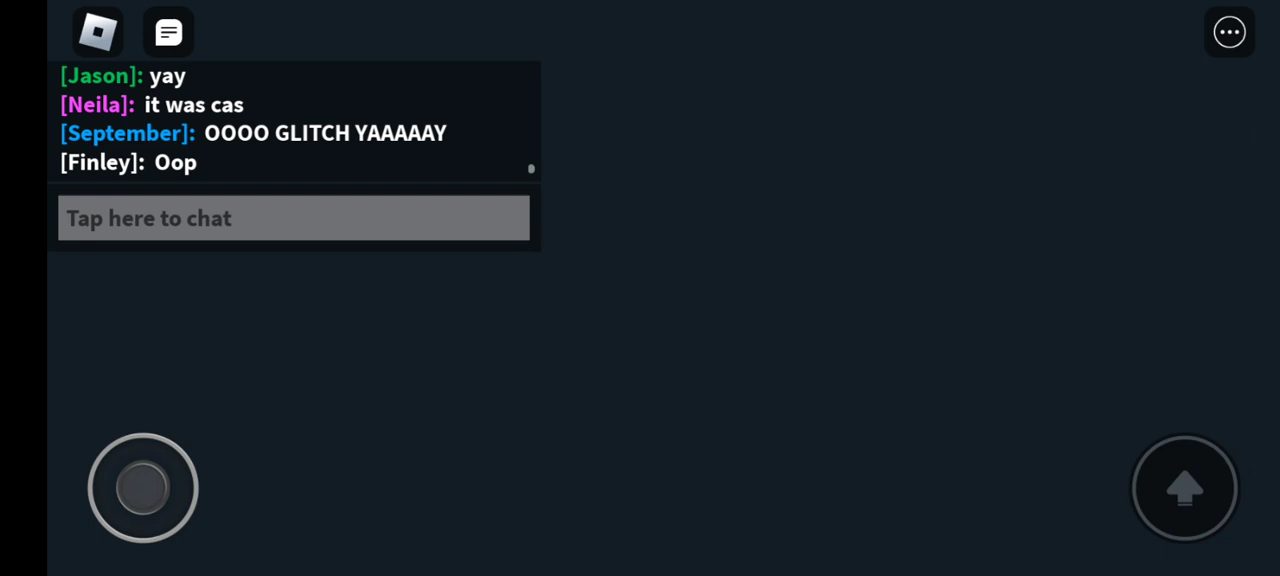 [Jason]: yay
[Neila]: it was cas
[September]: OOOO GLITCH YAAAAAY
[Finley]: Oop
Tap here to chat